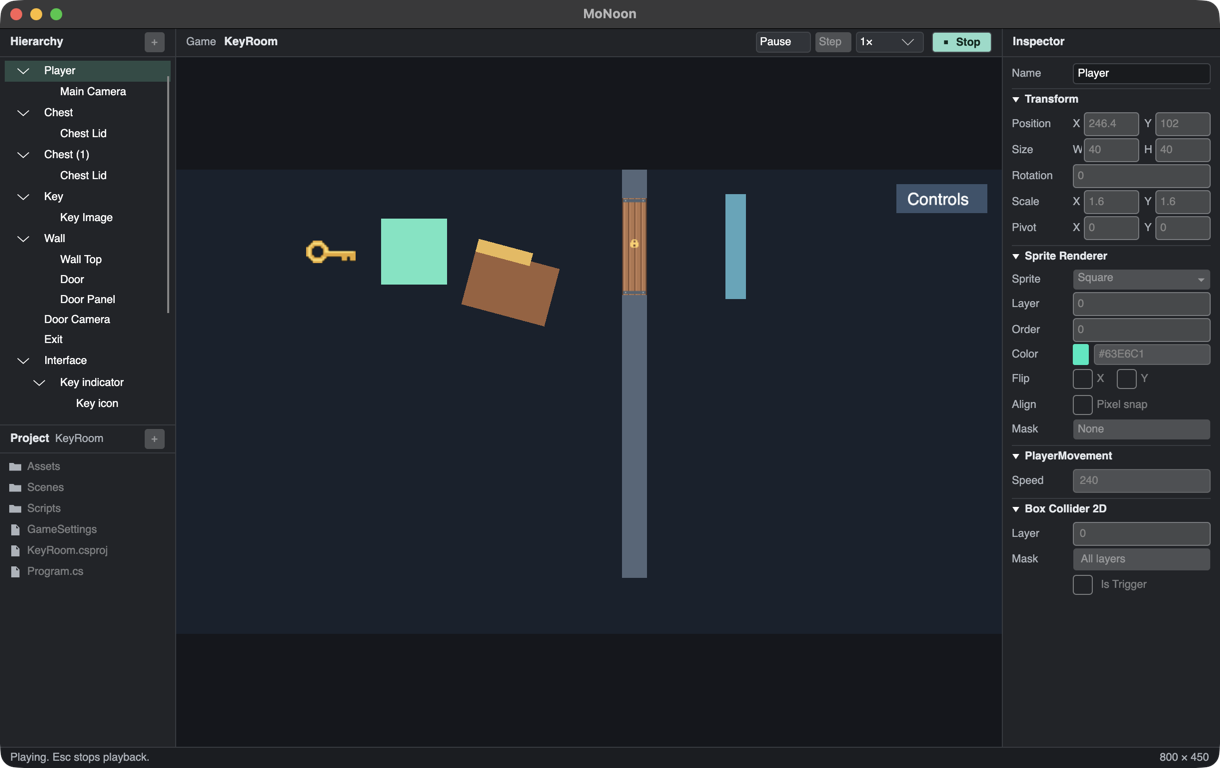 MoNoon
Hierarchy +
Game KeyRoom
Pause Step 1× Stop
Inspector
Player
Main Camera
Chest
Chest Lid
Chest (1)
Chest Lid
Key
Key Image
Wall
Wall Top
Door
Door Panel
Door Camera
Exit
Interface
Key indicator
Key icon
Project KeyRoom +
Assets
Scenes
Scripts
GameSettings
KeyRoom.csproj
Program.cs
Controls
Name Player
Transform
Position X 246.4 Y 102
Size W 40 H 40
Rotation 0
Scale X 1.6 Y 1.6
Pivot X 0 Y 0
Sprite Renderer
Sprite Square
Layer 0
Order 0
Color #63E6C1
Flip X Y
Align Pixel snap
Mask None
PlayerMovement
Speed 240
Box Collider 2D
Layer 0
Mask All layers
Is Trigger
Playing. Esc stops playback.
800 × 450